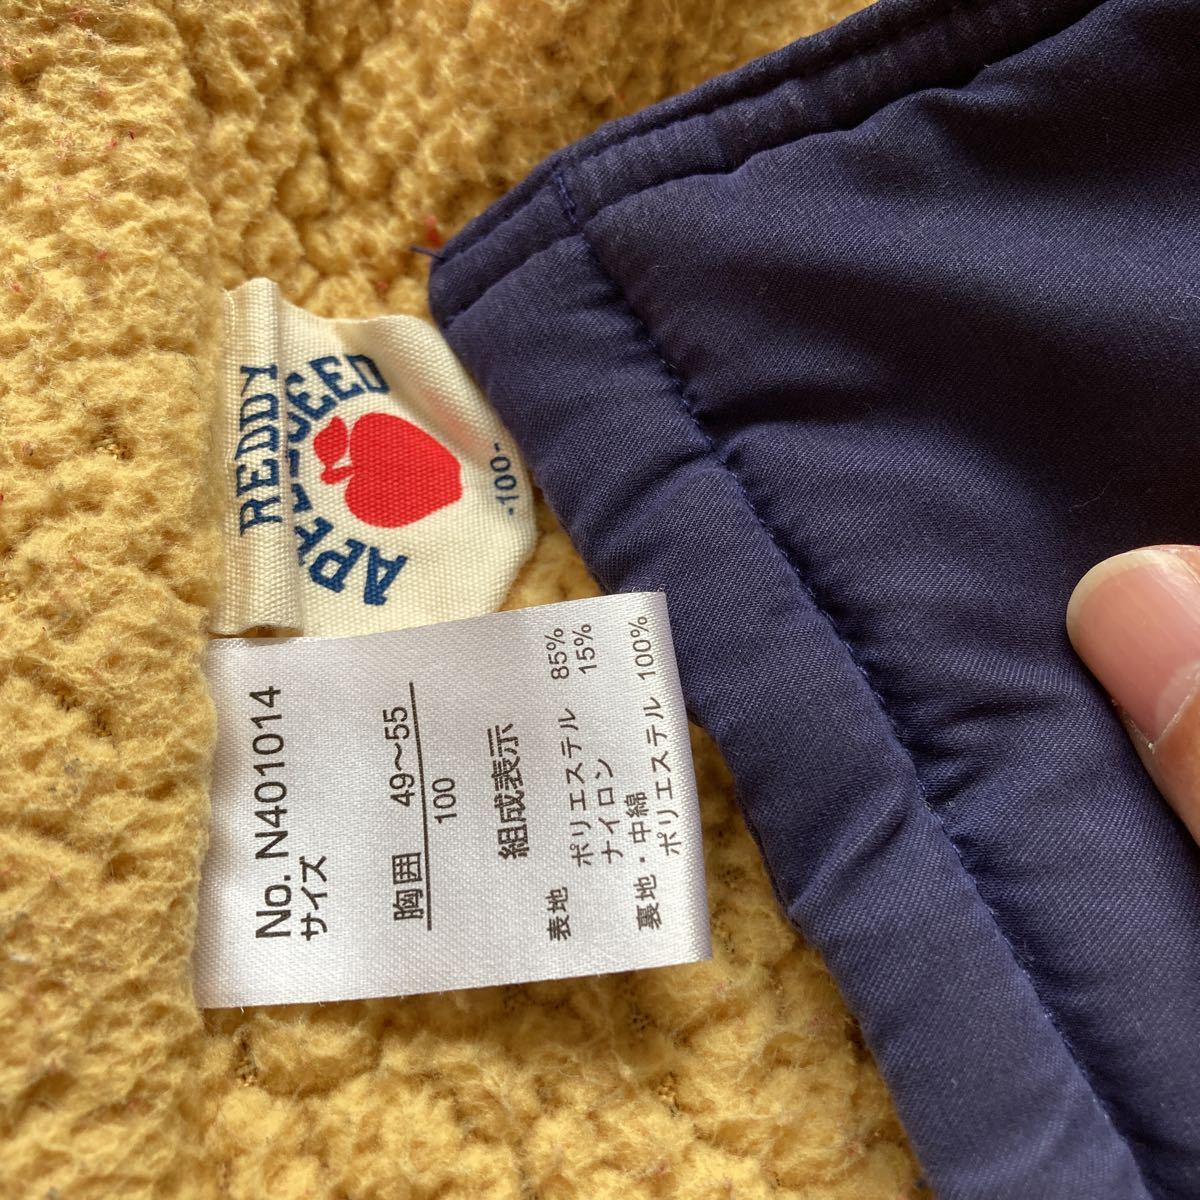 REDDY
-100-
No. N401014
サイズ
胸囲 49～55
100
組成表示
表地 ポリエステル 85%
ナイロン 15%
裏地・中綿
ポリエステル 100%